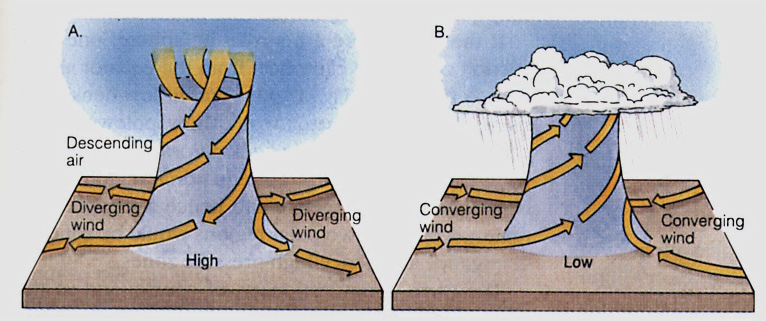 A.
Descending
air
Diverging
wind
Diverging
wind
High
B.
Converging
wind
Converging
wind
Low